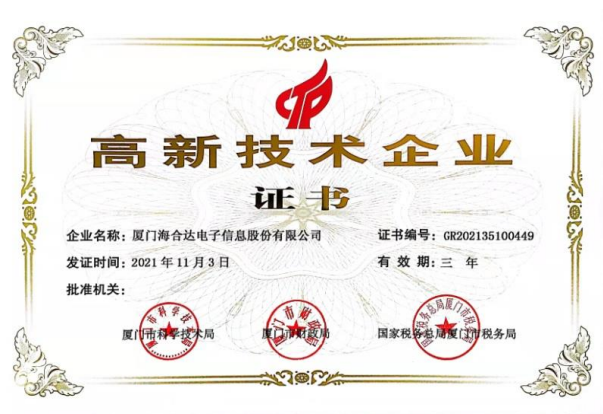 高新技术企业
证书
企业名称：厦门海合达电子信息股份有限公司
证书编号：GR202135100449
发证时间：2021年11月3日
有效期：三年
批准机关：
厦门市科学技术局
厦门市财政局
国家税务总局厦门市税务局